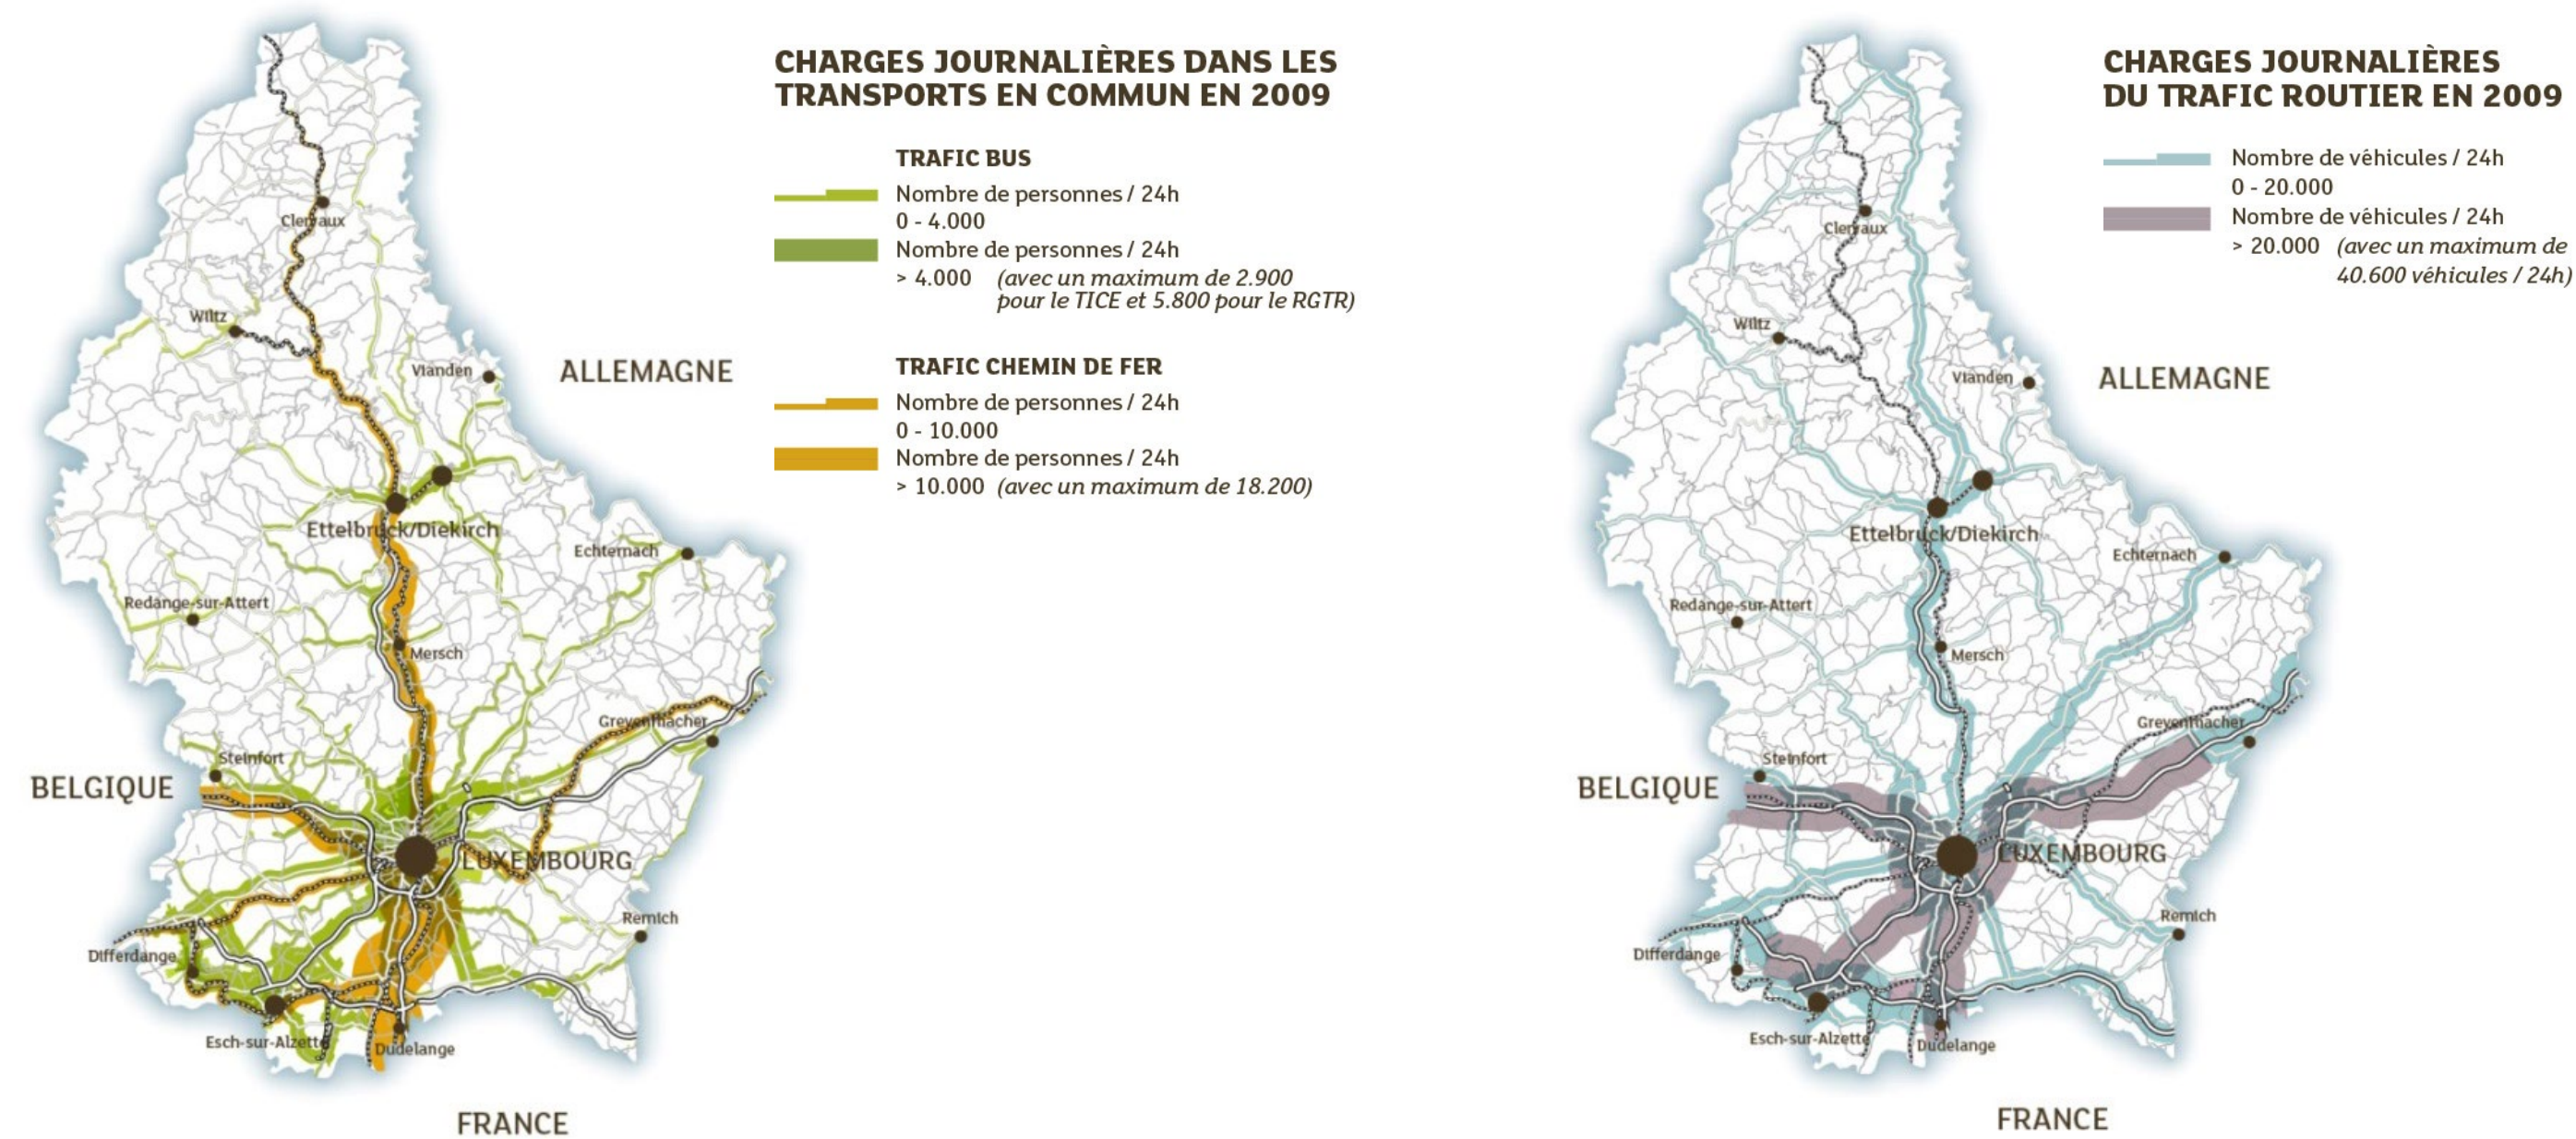 CHARGES JOURNALIÈRES DANS LES
TRANSPORTS EN COMMUN EN 2009
TRAFIC BUS
Nombre de personnes / 24h
0 - 4.000
Nombre de personnes / 24h
> 4.000 (avec un maximum de 2.900
pour le TICE et 5.800 pour le RGTR)
TRAFIC CHEMIN DE FER
Nombre de personnes / 24h
0 - 10.000
Nombre de personnes / 24h
> 10.000 (avec un maximum de 18.200)
Clervaux
Wiltz
Vianden
ALLEMAGNE
Ettelbruck/Diekirch
Echternach
Redange-sur-Attert
Mersch
Grevenmacher
Steinfort
BELGIQUE
LUXEMBOURG
Remich
Differdange
Esch-sur-Alzette
Dudelange
FRANCE
CHARGES JOURNALIÈRES
DU TRAFIC ROUTIER EN 2009
Nombre de véhicules / 24h
0 - 20.000
Nombre de véhicules / 24h
> 20.000 (avec un maximum de
40.600 véhicules / 24h)
Clervaux
Wiltz
Vianden
ALLEMAGNE
Ettelbruck/Diekirch
Echternach
Redange-sur-Attert
Mersch
Grevenmacher
Steinfort
BELGIQUE
LUXEMBOURG
Remich
Differdange
Esch-sur-Alzette
Dudelange
FRANCE